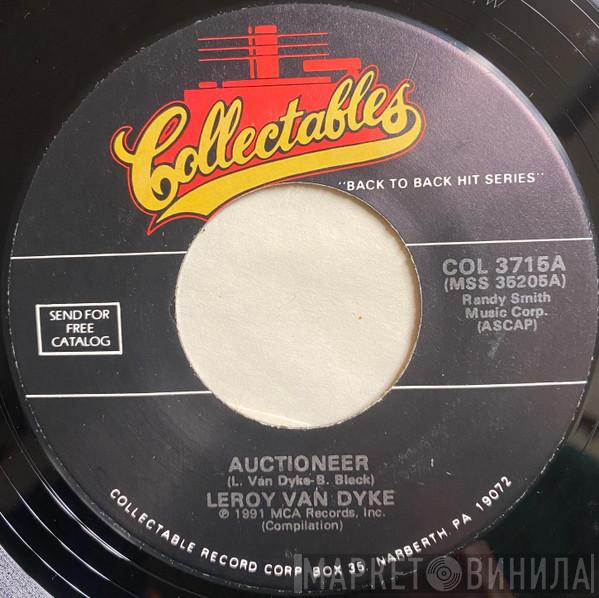 Collectables
"BACK TO BACK HIT SERIES"
COL 3715A
(MSS 35205A)
Randy Smith
Music Corp.
(ASCAP)
SEND FOR
FREE
CATALOG
AUCTIONEER
(L. Van Dyke-B. Black)
LEROY VAN DYKE
℗ 1991 MCA Records, Inc.
(Compilation)
COLLECTABLE RECORD CORP. BOX 35, NARBERTH, PA 19072
МАРКЕТ ВИНИЛА